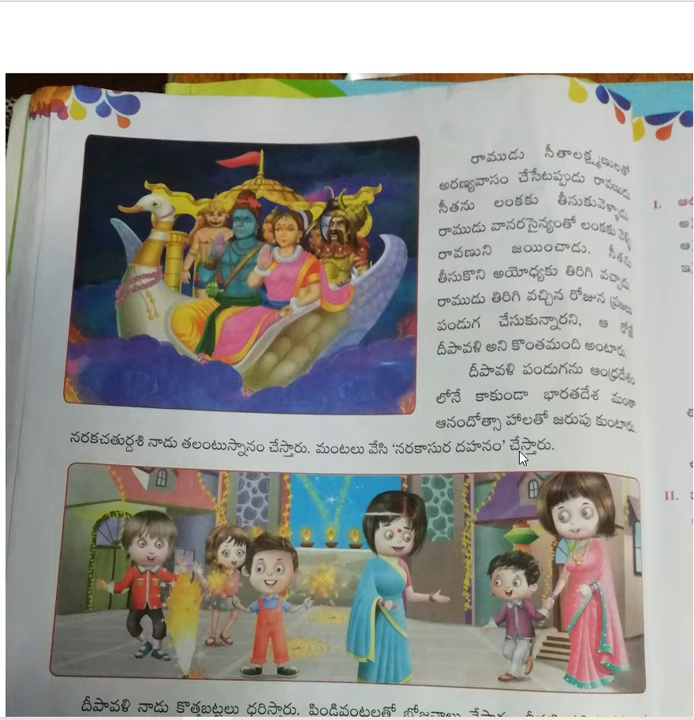 రాముడు సీతాలక్ష్మణులతో
అరణ్యవాసం చేసేటప్పుడు రావణుడు
సీతను లంకకు తీసుకువెళ్ళాడు
రాముడు వానరసైన్యంతో లంకకు వెళ్ళి
రావణుని జయించాడు. సీతను
తీసుకొని అయోధ్యకు తిరిగి వచ్చాడు.
రాముడు తిరిగి వచ్చిన రోజున ప్రజలు
పండుగ చేసుకున్నారని, ఆ రోజే
దీపావళి అని కొంతమంది అంటారు.
దీపావళి పండుగను ఆంధ్రదేశం
లోనే కాకుండా భారతదేశ మంతా
ఆనందోత్సా హాలతో జరుపు కుంటారు.
నరకచతుర్దశి నాడు తలంటుస్నానం చేస్తారు. మంటలు వేసి ‘నరకాసుర దహనం’ చేస్తారు.
దీపావళి నాడు కొత్తబట్టలు ధరిస్తారు. పిండివంటలతో భోజనాలు
I.
II.